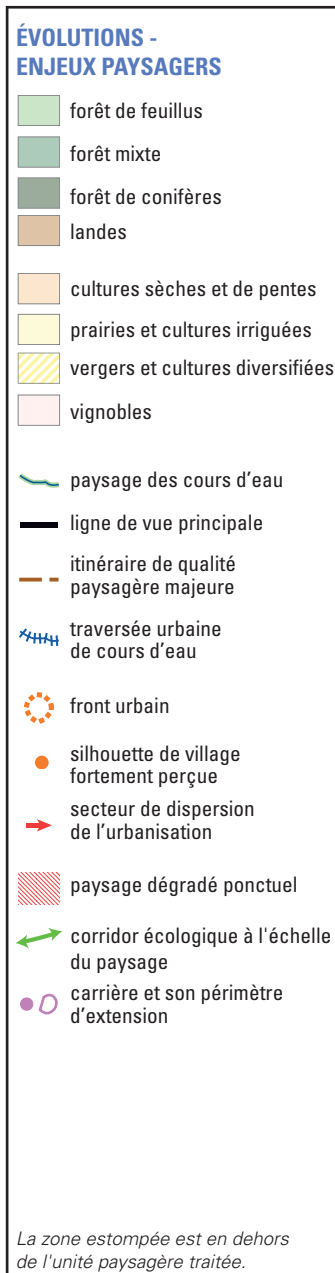 ÉVOLUTIONS -
ENJEUX PAYSAGERS
forêt de feuillus
forêt mixte
forêt de conifères
landes
cultures sèches et de pentes
prairies et cultures irriguées
vergers et cultures diversifiées
vignobles
paysage des cours d'eau
ligne de vue principale
itinéraire de qualité
paysagère majeure
traversée urbaine
de cours d'eau
front urbain
silhouette de village
fortement perçue
secteur de dispersion
de l'urbanisation
paysage dégradé ponctuel
corridor écologique à l'échelle
du paysage
carrière et son périmètre
d'extension
La zone estompée est en dehors
de l'unité paysagère traitée.